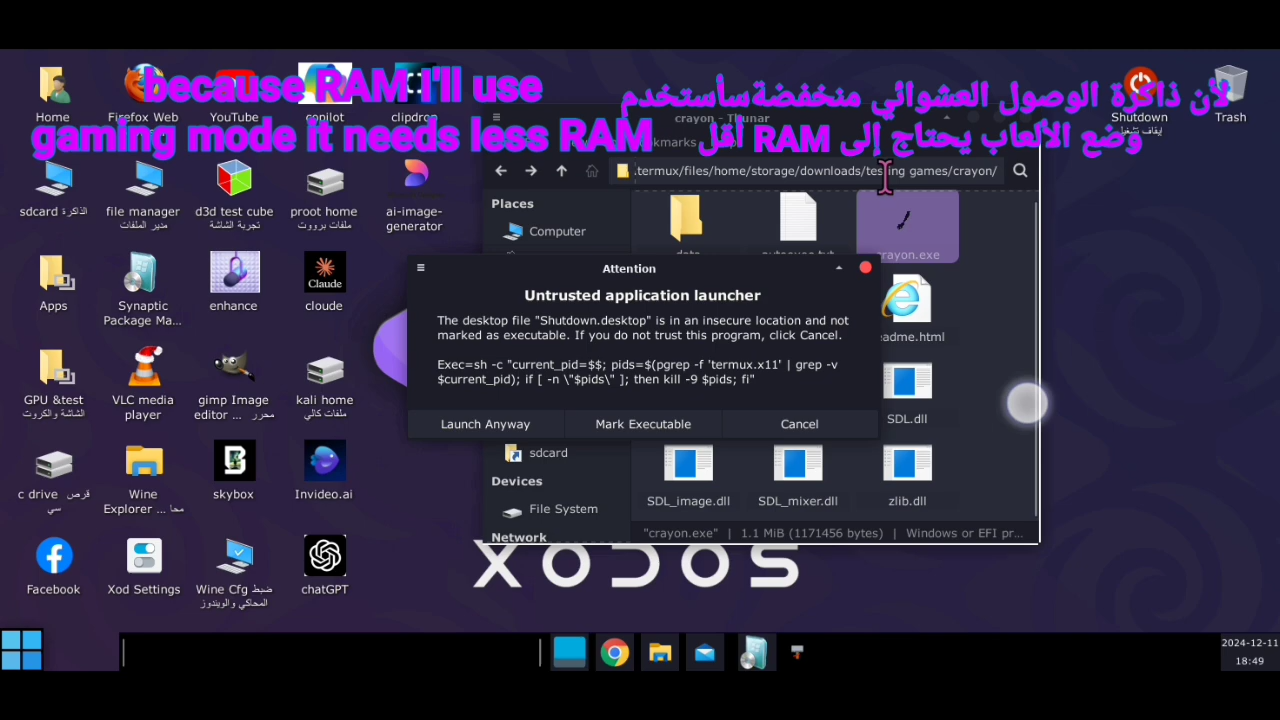 because RAM I'll use
gaming mode it needs less RAM
لأن ذاكرة الوصول العشوائي منخفضة سأستخدم
وضع الألعاب يحتاج إلى RAM أقل
Home
Firefox Web
YouTube
copilot
clipdrop
Shutdown
إيقاف تشغيل
Trash
sdcard الذاكرة
file manager
مدير الملفات
d3d test cube
تجربة الشاشة
proot home
ملفات برووت
ai-image-
generator
Apps
Synaptic
Package Ma...
enhance
cloude
Claude
GPU &test
الشاشة والكروت
VLC media
player
gimp Image
editor ... محرر
kali home
ملفات كالي
c drive قرص
سي
Wine
Explorer ... محا
skybox
Invideo.ai
Facebook
Xod Settings
Wine Cfg ضبط
المحاكي والويندوز
chatGPT
crayon - Thunar
.termux/files/home/storage/downloads/testing games/crayon/
Places
Computer
crayon.exe
SDL.dll
sdcard
Devices
File System
Network
SDL_image.dll
SDL_mixer.dll
zlib.dll
"crayon.exe" | 1.1 MiB (1171456 bytes) | Windows or EFI pr...
Attention
Untrusted application launcher
The desktop file "Shutdown.desktop" is in an insecure location and not
marked as executable. If you do not trust this program, click Cancel.
Exec=sh -c "current_pid=$$; pids=$(pgrep -f 'termux.x11' | grep -v
$current_pid); if [ -n \"$pids\" ]; then kill -9 $pids; fi"
Launch Anyway
Mark Executable
Cancel
XODOS
2024-12-11
18:49